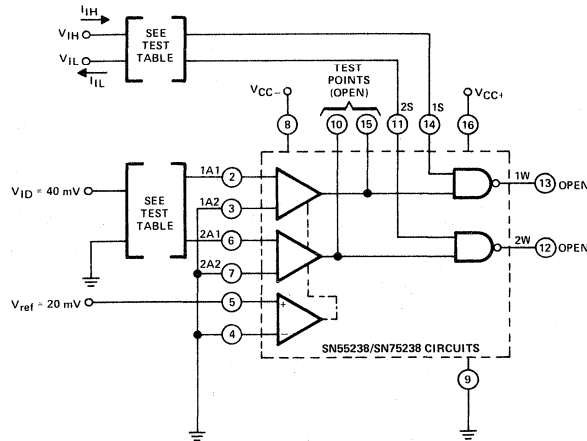 I_IH
V_IH
V_IL
I_IL
SEE
TEST
TABLE
TEST
POINTS
(OPEN)
V_CC−
2S
1S
V_CC+
8
10
15
11
14
16
1A1
2
1A2
3
2A1
6
2A2
7
V_ID = 40 mV
SEE
TEST
TABLE
V_ref = 20 mV
5
+
4
−
1W
13
OPEN
2W
12
OPEN
SN55238/SN75238 CIRCUITS
9